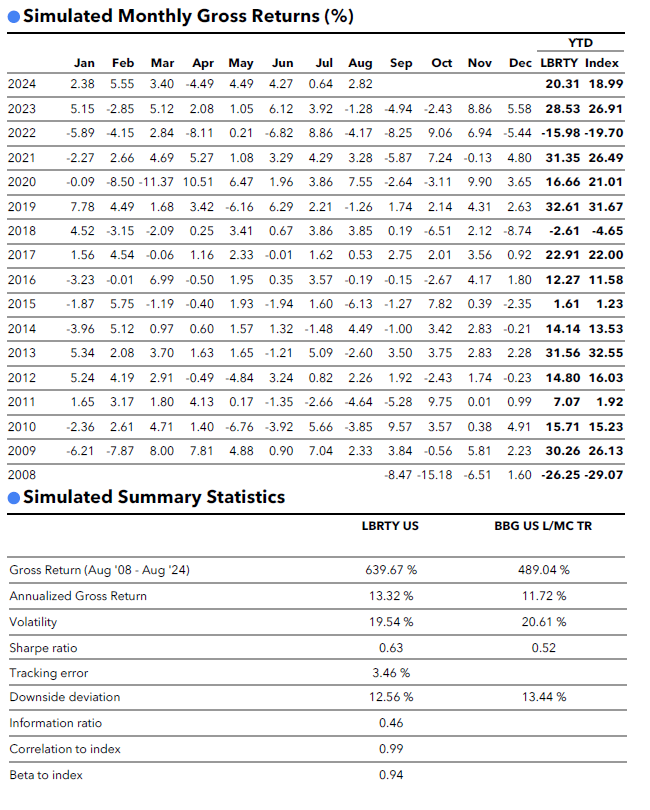 Simulated Monthly Gross Returns (%)
YTD
Jan Feb Mar Apr May Jun Jul Aug Sep Oct Nov Dec LBRTY Index
2024 2.38 5.55 3.40 -4.49 4.49 4.27 0.64 2.82 20.31 18.99
2023 5.15 -2.85 5.12 2.08 1.05 6.12 3.92 -1.28 -4.94 -2.43 8.86 5.58 28.53 26.91
2022 -5.89 -4.15 2.84 -8.11 0.21 -6.82 8.86 -4.17 -8.25 9.06 6.94 -5.44 -15.98 -19.70
2021 -2.27 2.66 4.69 5.27 1.08 3.29 4.29 3.28 -5.87 7.24 -0.13 4.80 31.35 26.49
2020 -0.09 -8.50 -11.37 10.51 6.47 1.96 3.86 7.55 -2.64 -3.11 9.90 3.65 16.66 21.01
2019 7.78 4.49 1.68 3.42 -6.16 6.29 2.21 -1.26 1.74 2.14 4.31 2.63 32.61 31.67
2018 4.52 -3.15 -2.09 0.25 3.41 0.67 3.86 3.85 0.19 -6.51 2.12 -8.74 -2.61 -4.65
2017 1.56 4.54 -0.06 1.16 2.33 -0.01 1.62 0.53 2.75 2.01 3.56 0.92 22.91 22.00
2016 -3.23 -0.01 6.99 -0.50 1.95 0.35 3.57 -0.19 -0.15 -2.67 4.17 1.80 12.27 11.58
2015 -1.87 5.75 -1.19 -0.40 1.93 -1.94 1.60 -6.13 -1.27 7.82 0.39 -2.35 1.61 1.23
2014 -3.96 5.12 0.97 0.60 1.57 1.32 -1.48 4.49 -1.00 3.42 2.83 -0.21 14.14 13.53
2013 5.34 2.08 3.70 1.63 1.65 -1.21 5.09 -2.60 3.50 3.75 2.83 2.28 31.56 32.55
2012 5.24 4.19 2.91 -0.49 -4.84 3.24 0.82 2.26 1.92 -2.43 1.74 -0.23 14.80 16.03
2011 1.65 3.17 1.80 4.13 0.17 -1.35 -2.66 -4.64 -5.28 9.75 0.01 0.99 7.07 1.92
2010 -2.36 2.61 4.71 1.40 -6.76 -3.92 5.66 -3.85 9.57 3.57 0.38 4.91 15.71 15.23
2009 -6.21 -7.87 8.00 7.81 4.88 0.90 7.04 2.33 3.84 -0.56 5.81 2.23 30.26 26.13
2008 -8.47 -15.18 -6.51 1.60 -26.25 -29.07
Simulated Summary Statistics
LBRTY US BBG US L/MC TR
Gross Return (Aug '08 - Aug '24) 639.67 % 489.04 %
Annualized Gross Return 13.32 % 11.72 %
Volatility 19.54 % 20.61 %
Sharpe ratio 0.63 0.52
Tracking error 3.46 %
Downside deviation 12.56 % 13.44 %
Information ratio 0.46
Correlation to index 0.99
Beta to index 0.94